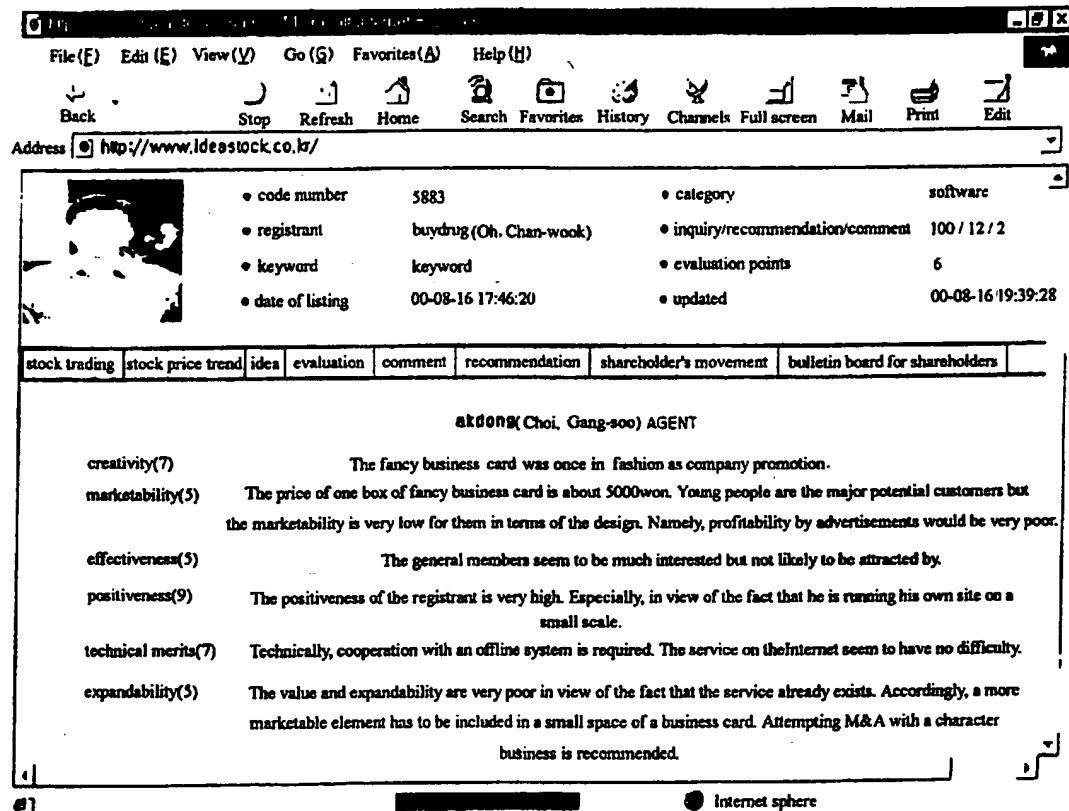 File(F) Edit (E) View(V) Go(G) Favorites(A) Help(H)
Back Stop Refresh Home Search Favorites History Channels Full screen Mail Print Edit
Address http://www.ideastock.co.kr/
• code number 5883 • category software
• registrant buydrug(Oh, Chan-wook) • inquiry/recommendation/comment 100 / 12 / 2
• keyword keyword • evaluation points 6
• date of listing 00-08-16 17:46:20 • updated 00-08-16 19:39:28
stock trading stock price trend idea evaluation comment recommendation shareholder's movement bulletin board for shareholders
akdong(Choi, Gang-soo) AGENT
creativity(7) The fancy business card was once in fashion as company promotion.
marketability(5) The price of one box of fancy business card is about 5000won. Young people are the major potential customers but
the marketability is very low for them in terms of the design. Namely, profitability by advertisements would be very poor.
effectiveness(5) The general members seem to be much interested but not likely to be attracted by.
positiveness(9) The positiveness of the registrant is very high. Especially, in view of the fact that he is running his own site on a
small scale.
technical merits(7) Technically, cooperation with an offline system is required. The service on theInternet seem to have no difficulty.
expandability(5) The value and expandability are very poor in view of the fact that the service already exists. Accordingly, a more
marketable element has to be included in a small space of a business card. Attempting M&A with a character
business is recommended.
Internet sphere